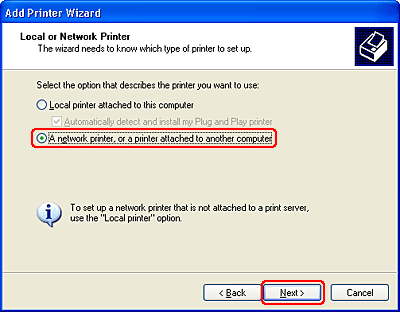 Add Printer Wizard
Local or Network Printer
The wizard needs to know which type of printer to set up.
Select the option that describes the printer you want to use:
Local printer attached to this computer
Automatically detect and install my Plug and Play printer
A network printer, or a printer attached to another computer
To set up a network printer that is not attached to a print server,
use the "Local printer" option.
< Back
Next >
Cancel